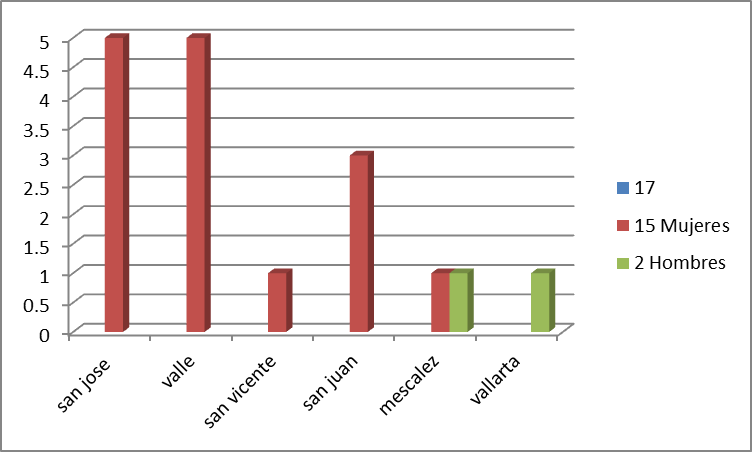 5
4.5
4
3.5
3
2.5
2
1.5
1
0.5
0
san jose
valle
san vicente
san juan
mescalez
vallarta
17
15 Mujeres
2 Hombres